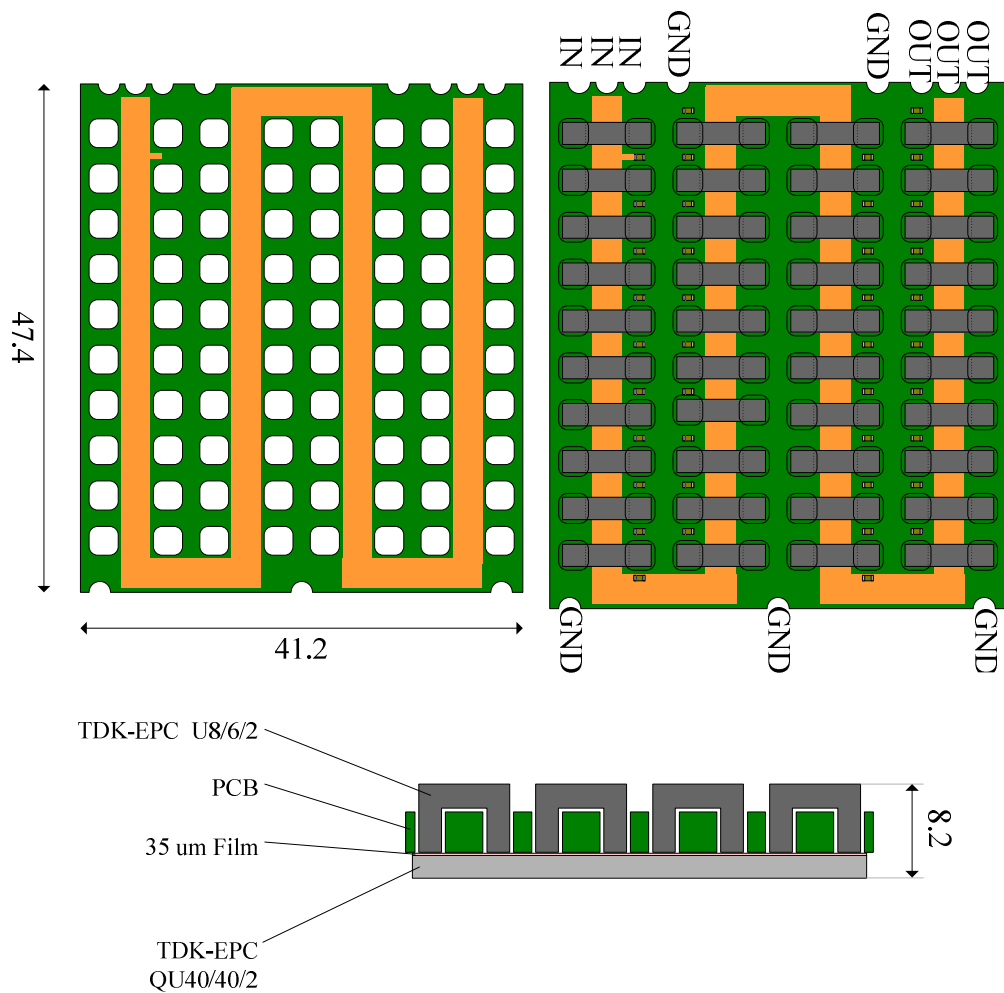 IN
IN
IN
GND
GND
OUT
OUT
OUT
47.4
41.2
GND
GND
GND
TDK-EPC U8/6/2
PCB
35 um Film
8.2
TDK-EPC
QU40/40/2